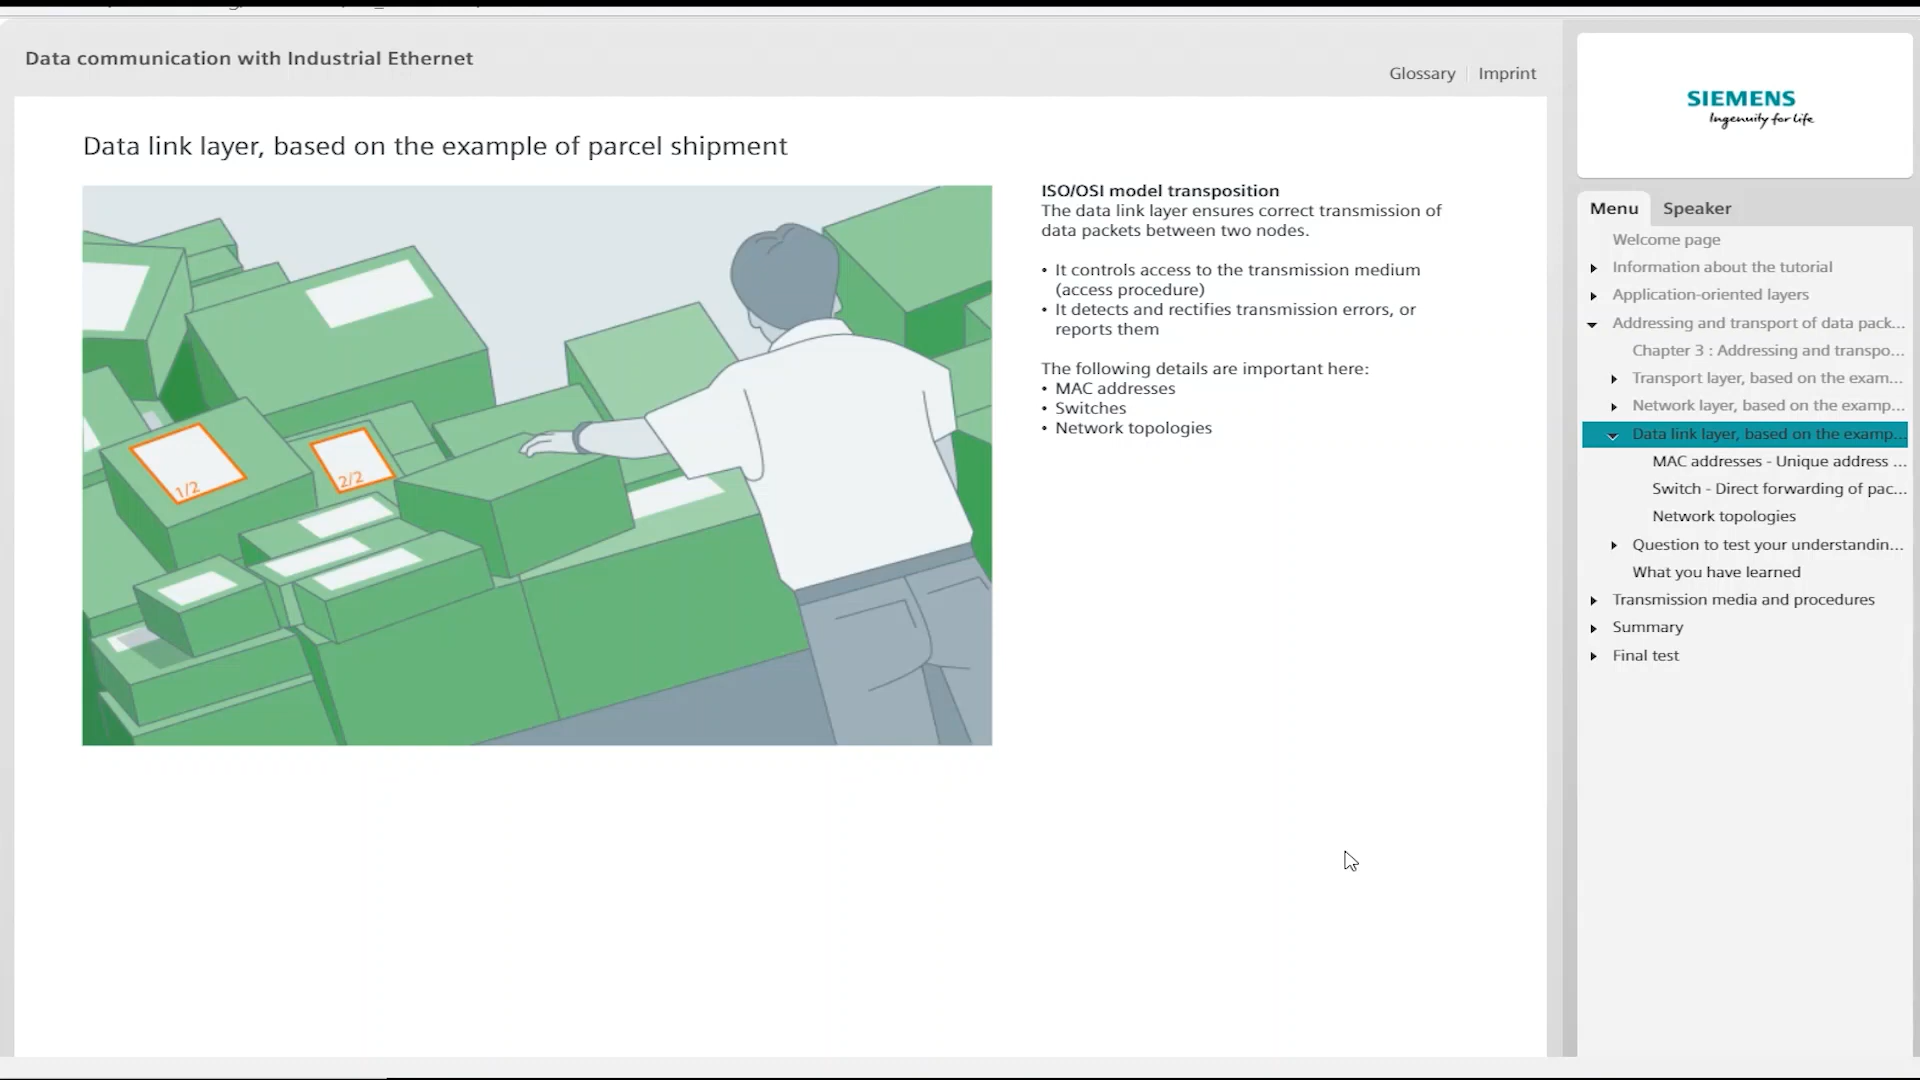 Data communication with Industrial Ethernet
Glossary
Imprint
Data link layer, based on the example of parcel shipment
1/2
2/2
ISO/OSI model transposition
The data link layer ensures correct transmission of
data packets between two nodes.
• It controls access to the transmission medium
(access procedure)
• It detects and rectifies transmission errors, or
reports them
The following details are important here:
• MAC addresses
• Switches
• Network topologies
SIEMENS
Ingenuity for life
Menu
Speaker
Welcome page
Information about the tutorial
Application-oriented layers
Addressing and transport of data pack...
Chapter 3 : Addressing and transpo...
Transport layer, based on the exam...
Network layer, based on the examp...
Data link layer, based on the examp...
MAC addresses - Unique address ...
Switch - Direct forwarding of pac...
Network topologies
Question to test your understandin...
What you have learned
Transmission media and procedures
Summary
Final test